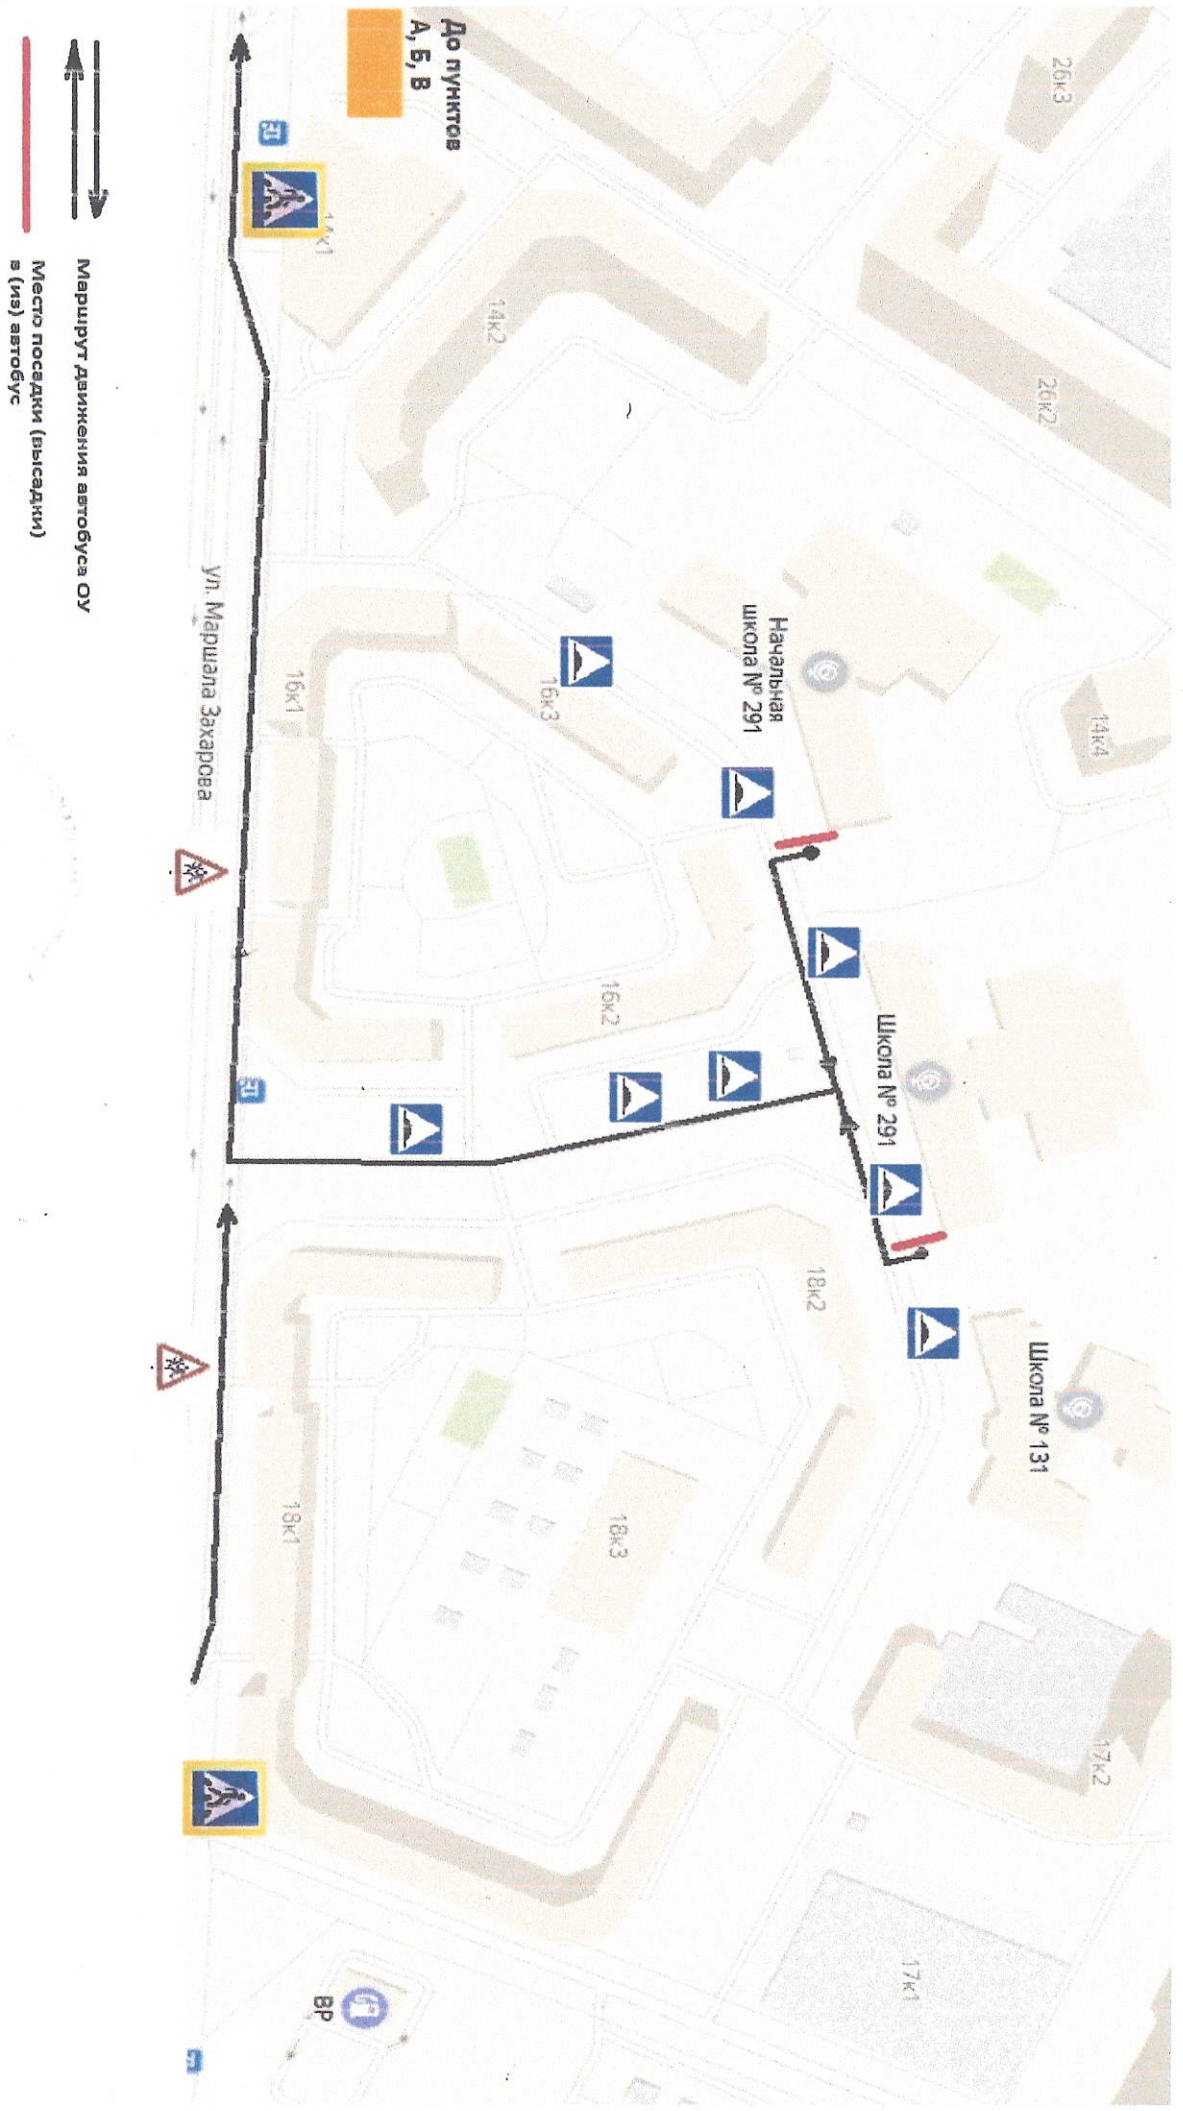 До пунктов
А, Б, В
26к3
14к1
14к2
26к2
Начальная
школа № 291
14к4
16к1
16к3
ул. Маршала Захарова
16к2
Школа № 291
18к2
Школа № 131
18к1
18к3
17к2
17к1
BP
Маршрут движения автобуса ОУ
Место посадки (высадки)
в (из) автобус